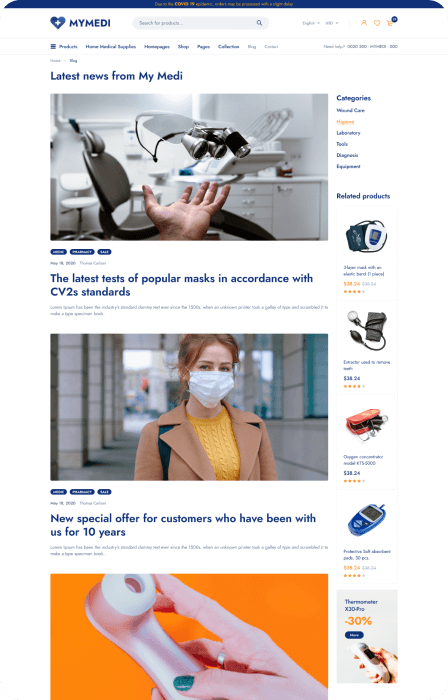 Due to the COVID 19 epidemic, orders may be processed with a slight delay
MYMEDI
Search for products...
English
USD
Products
Home Medical Supplies
Homepages
Shop
Pages
Collection
Blog
Contact
Need help? 0020 500 - MYMEDI - 000
Home
Blog
Latest news from My Medi
MEDIC
PHARMACY
SALE
May 18, 2020
Thomas Carlson
The latest tests of popular masks in accordance with
CV2s standards
Lorem Ipsum has been the industry's standard dummy text ever since the 1500s, when an unknown printer took a galley of type and scrambled it to
make a type specimen book.
MEDIC
PHARMACY
SALE
May 18, 2020
Thomas Carlson
New special offer for customers who have been with
us for 10 years
Lorem Ipsum has been the industry's standard dummy text ever since the 1500s, when an unknown printer took a galley of type and scrambled it to
make a type specimen book.
Categories
Wound Care
Hygiene
Laboratory
Tools
Diagnosis
Equipment
Related products
3-layer mask with an
elastic band (1 piece)
$38.24 $38.24
Extractor used to remove
teeth
$38.24
Oxygen concentrator
model KTS-5000
$38.24
Protective Soft absorbent
pads, 30 pcs.
$38.24 $38.24
Thermometer
X30-Pro
-30%
More